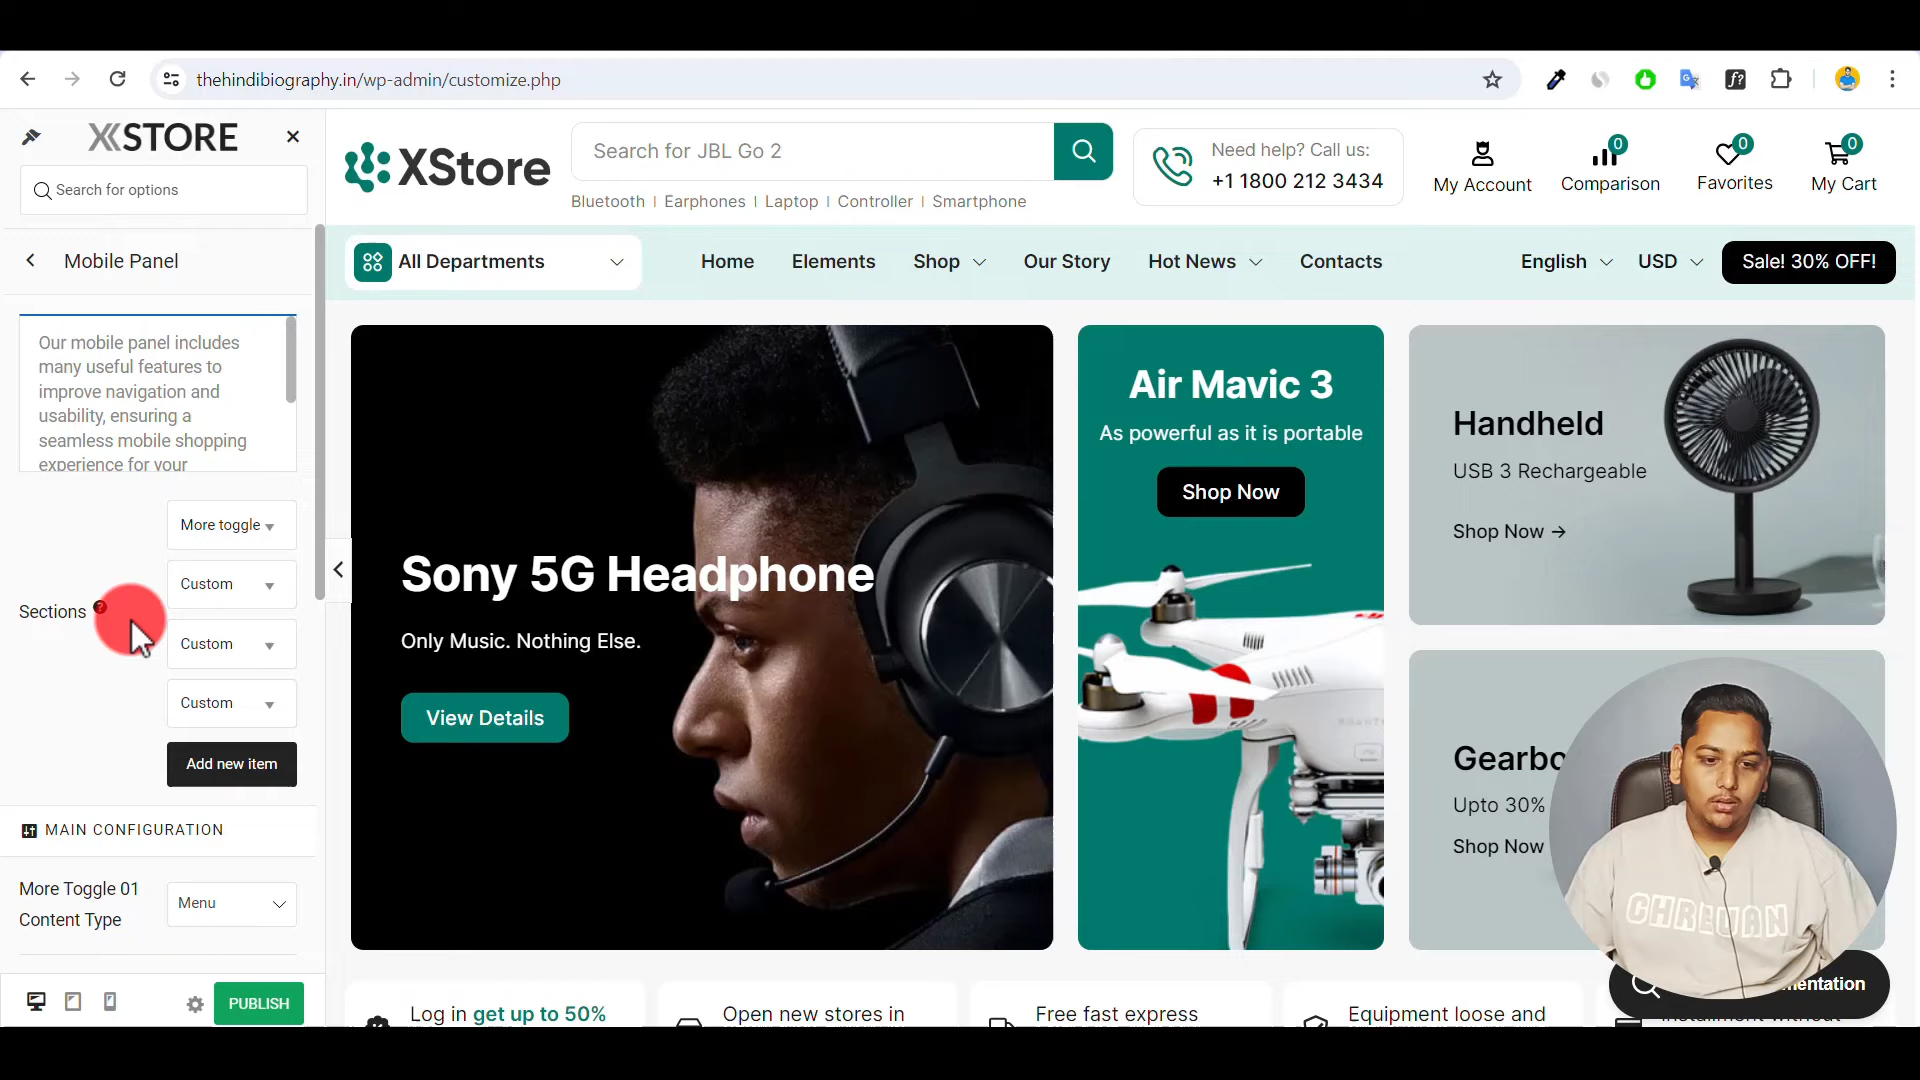 thehindibiography.in/wp-admin/customize.php
XSTORE
Search for options
Mobile Panel
Our mobile panel includes
many useful features to
improve navigation and
usability, ensuring a
seamless mobile shopping
experience for your
More toggle
Custom
Sections ?
Custom
Custom
Add new item
MAIN CONFIGURATION
More Toggle 01
Content Type
Menu
PUBLISH
XStore
Search for JBL Go 2
Bluetooth | Earphones | Laptop | Controller | Smartphone
Need help? Call us:
+1 1800 212 3434
My Account
0
Comparison
0
Favorites
0
My Cart
All Departments
Home
Elements
Shop
Our Story
Hot News
Contacts
English
USD
Sale! 30% OFF!
Sony 5G Headphone
Only Music. Nothing Else.
View Details
Air Mavic 3
As powerful as it is portable
Shop Now
Handheld
USB 3 Rechargeable
Shop Now →
Gearbo
Upto 30%
Shop Now
Log in get up to 50%
Open new stores in
Free fast express
Equipment loose and